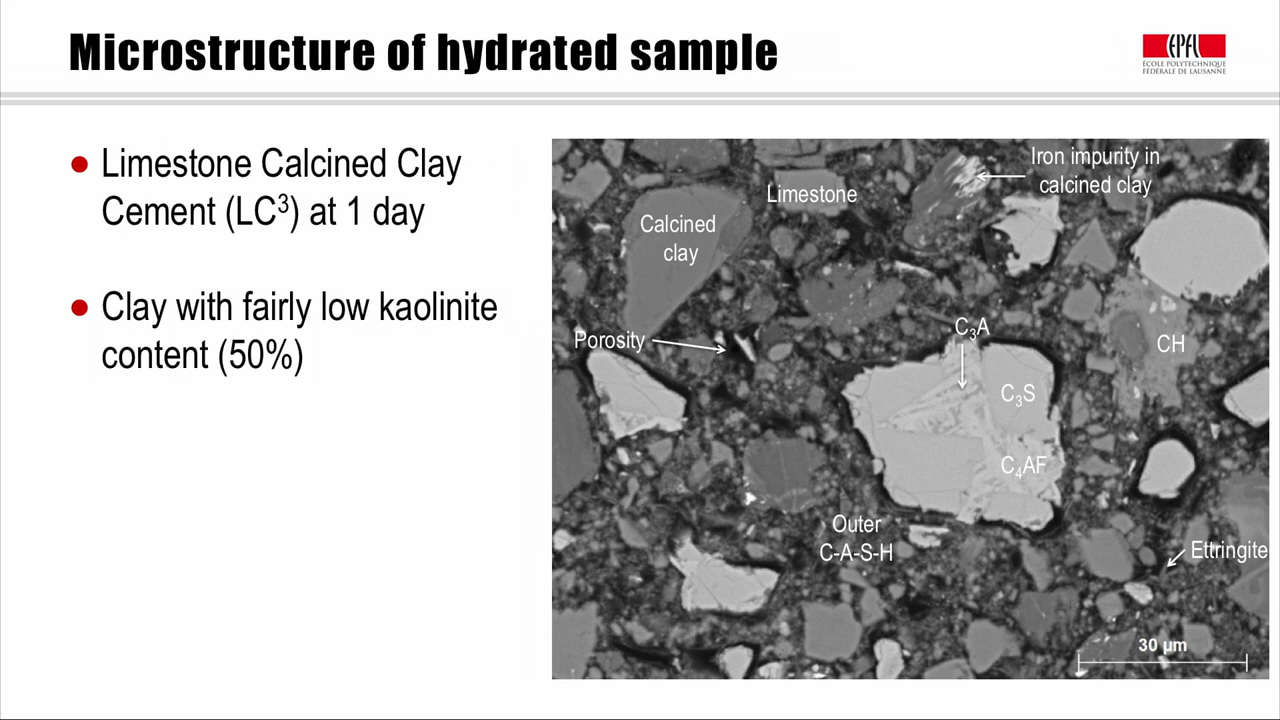 Microstructure of hydrated sample
EPFL
ÉCOLE POLYTECHNIQUE
FÉDÉRALE DE LAUSANNE
● Limestone Calcined Clay
Cement (LC³) at 1 day
● Clay with fairly low kaolinite
content (50%)
Iron impurity in
calcined clay
Limestone
Calcined
clay
Porosity
C₃A
CH
C₃S
C₄AF
Outer
C-A-S-H
Ettringite
30 µm